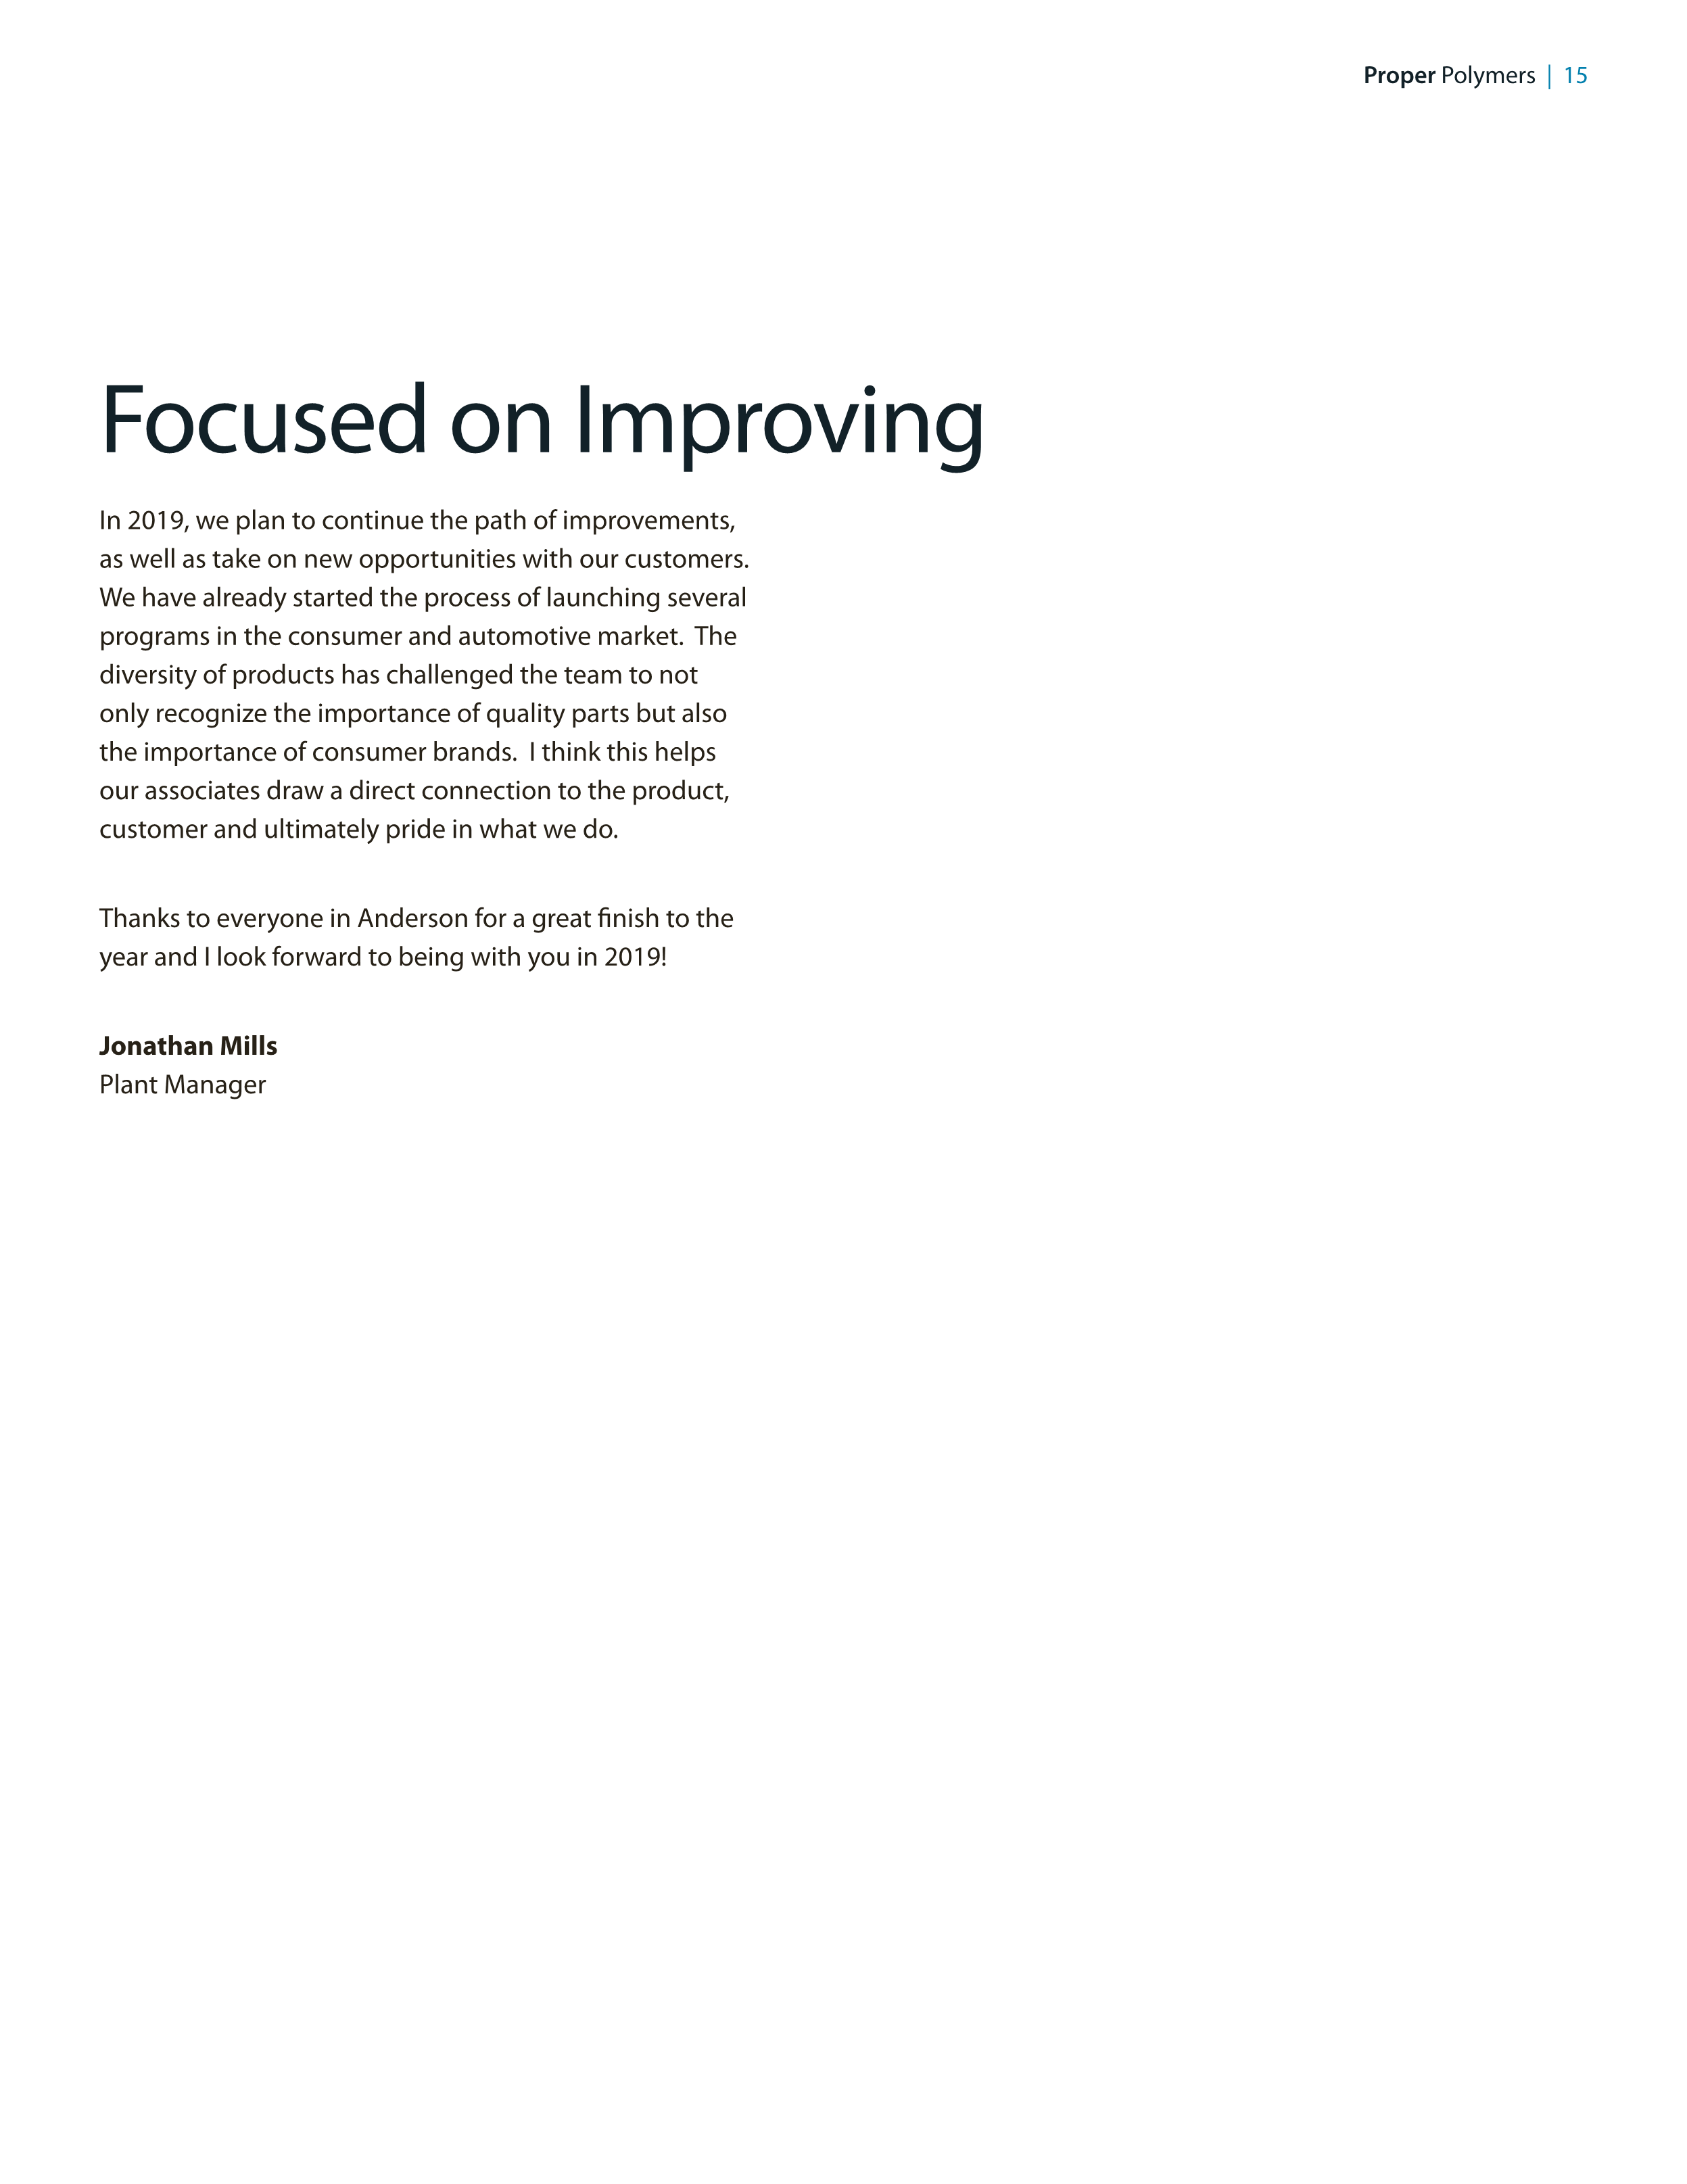 Proper Polymers | 15
Focused on Improving
In 2019, we plan to continue the path of improvements,
as well as take on new opportunities with our customers.
We have already started the process of launching several
programs in the consumer and automotive market.  The
diversity of products has challenged the team to not
only recognize the importance of quality parts but also
the importance of consumer brands.  I think this helps
our associates draw a direct connection to the product,
customer and ultimately pride in what we do.
Thanks to everyone in Anderson for a great finish to the
year and I look forward to being with you in 2019!
Jonathan Mills
Plant Manager